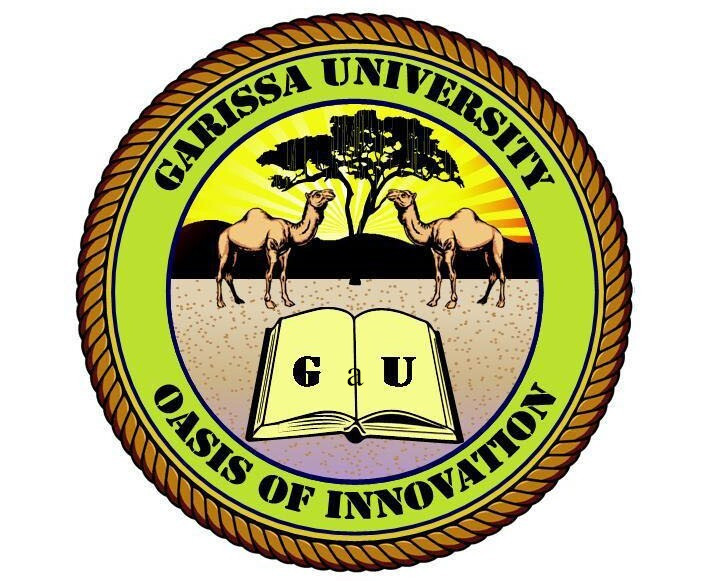 GARISSA UNIVERSITY
G a U
OASIS OF INNOVATION